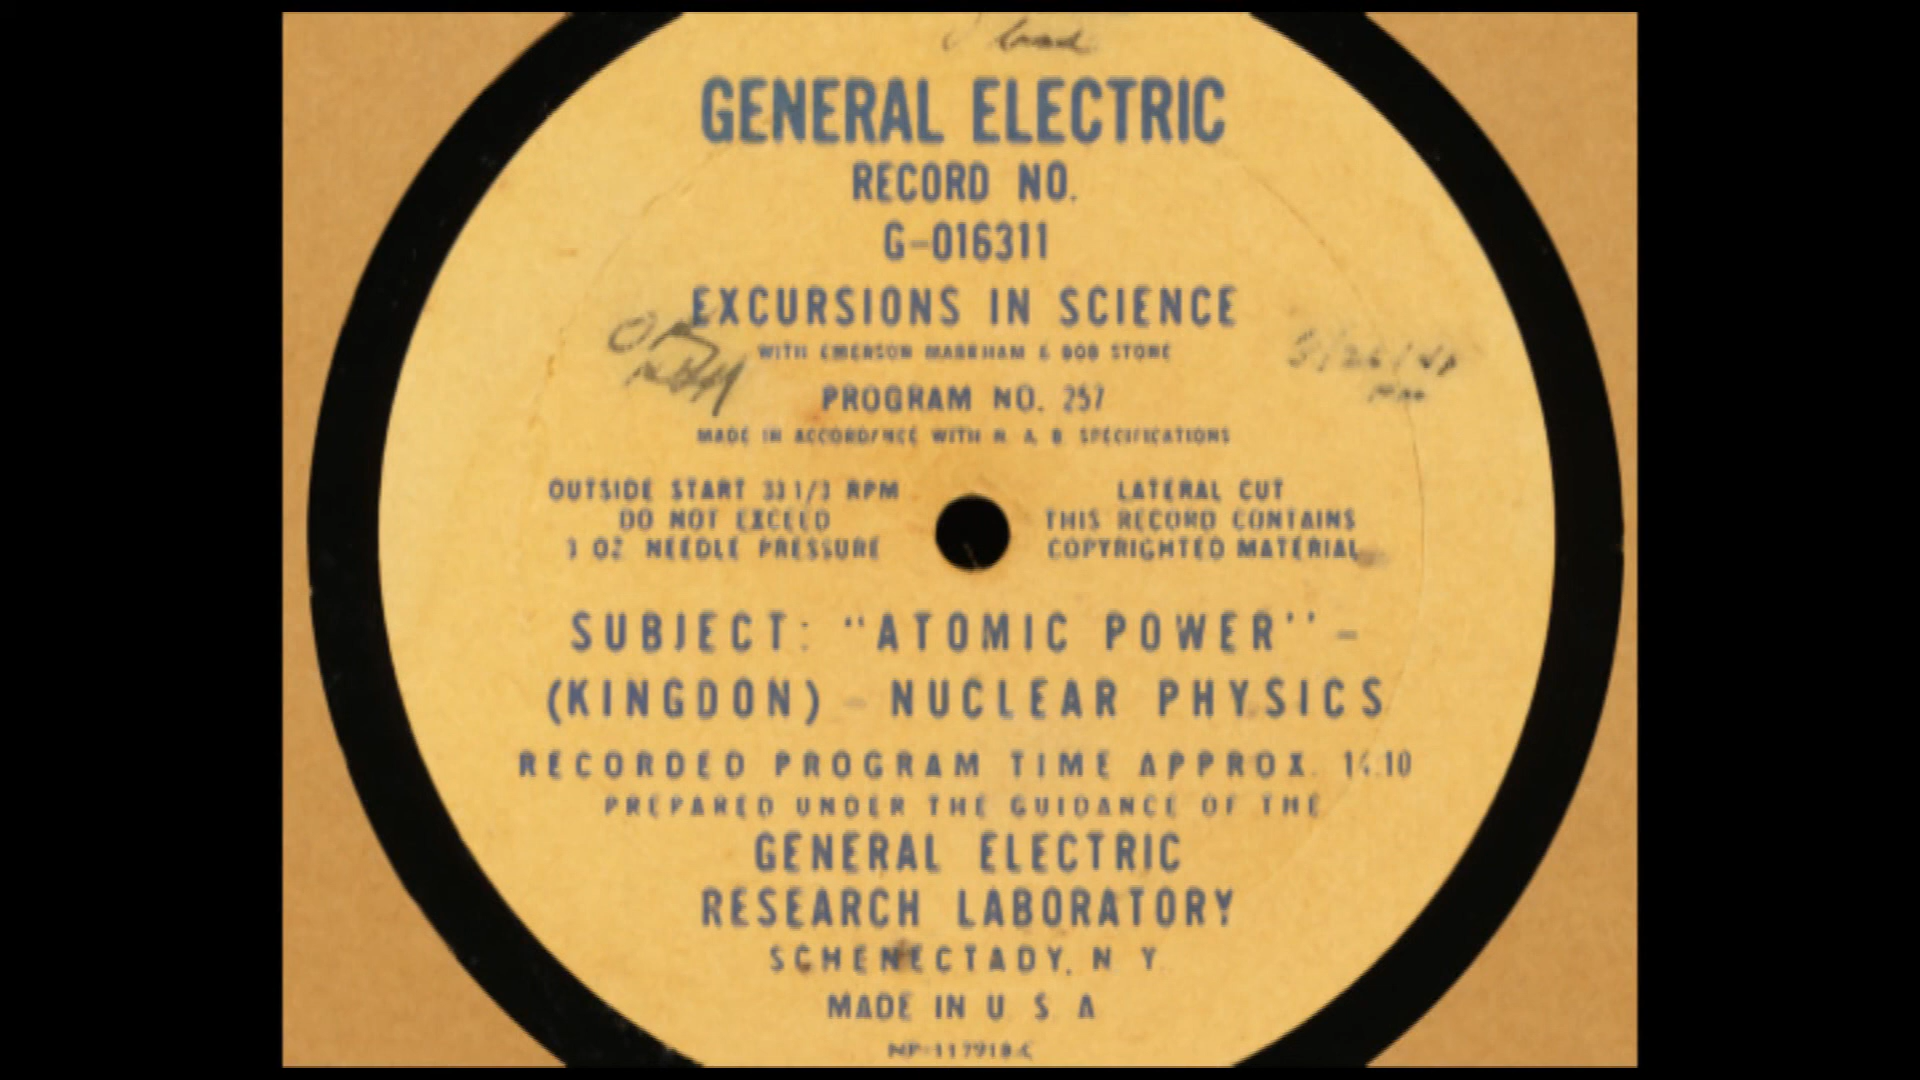 GENERAL ELECTRIC
RECORD NO.
G-016311
EXCURSIONS IN SCIENCE
WITH EMERSON MARKHAM & BOB STONE
PROGRAM NO. 257
MADE IN ACCORDANCE WITH N. A. B. SPECIFICATIONS
OUTSIDE START 33 1/3 RPM
DO NOT EXCEED
OZ NEEDLE PRESSURE
LATERAL CUT
THIS RECORD CONTAINS
COPYRIGHTED MATERIAL
SUBJECT: "ATOMIC POWER" -
(KINGDON) - NUCLEAR PHYSICS
RECORDED PROGRAM TIME APPROX.
PREPARED UNDER THE GUIDANCE OF THE
GENERAL ELECTRIC
RESEARCH LABORATORY
SCHENECTADY, N Y
MADE IN U S A